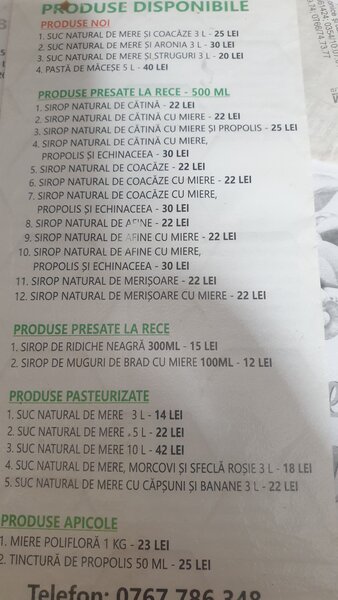 PRODUSE DISPONIBILE
PRODUSE NOI
1. SUC NATURAL DE MERE ȘI COACĂZE 3 L - 25 LEI
2. SUC NATURAL DE MERE ȘI ARONIA 3 L - 30 LEI
3. SUC NATURAL DE MERE ȘI STRUGURI 3 L - 20 LEI
4. PASTĂ DE MĂCEȘE 5 L - 40 LEI
PRODUSE PRESATE LA RECE - 500 ML
1. SIROP NATURAL DE CĂTINĂ - 22 LEI
2. SIROP NATURAL DE CĂTINĂ CU MIERE - 22 LEI
3. SIROP NATURAL DE CĂTINĂ CU MIERE ȘI PROPOLIS - 25 LEI
4. SIROP NATURAL DE CĂTINĂ CU MIERE,
PROPOLIS ȘI ECHINACEEA - 30 LEI
5. SIROP NATURAL DE COACĂZE - 22 LEI
6. SIROP NATURAL DE COACĂZE CU MIERE - 22 LEI
7. SIROP NATURAL DE COACĂZE CU MIERE,
PROPOLIS ȘI ECHINACEEA - 30 LEI
8. SIROP NATURAL DE AFINE - 22 LEI
9. SIROP NATURAL DE AFINE CU MIERE - 22 LEI
10. SIROP NATURAL DE AFINE CU MIERE,
PROPOLIS ȘI ECHINACEEA - 30 LEI
11. SIROP NATURAL DE MERIȘOARE - 22 LEI
12. SIROP NATURAL DE MERIȘOARE CU MIERE - 22 LEI
PRODUSE PRESATE LA RECE
1. SIROP DE RIDICHE NEAGRĂ 300ML - 15 LEI
2. SIROP DE MUGURI DE BRAD CU MIERE 100ML - 12 LEI
PRODUSE PASTEURIZATE
1. SUC NATURAL DE MERE 3 L - 14 LEI
2. SUC NATURAL DE MERE 5 L - 22 LEI
3. SUC NATURAL DE MERE 10 L - 42 LEI
4. SUC NATURAL DE MERE, MORCOVI ȘI SFECLĂ ROȘIE 3 L - 18 LEI
5. SUC NATURAL DE MERE CU CĂPȘUNI ȘI BANANE 3 L - 22 LEI
PRODUSE APICOLE
1. MIERE POLIFLORĂ 1 KG - 23 LEI
2. TINCTURĂ DE PROPOLIS 50 ML - 25 LEI
Telefon: 0767 786 348